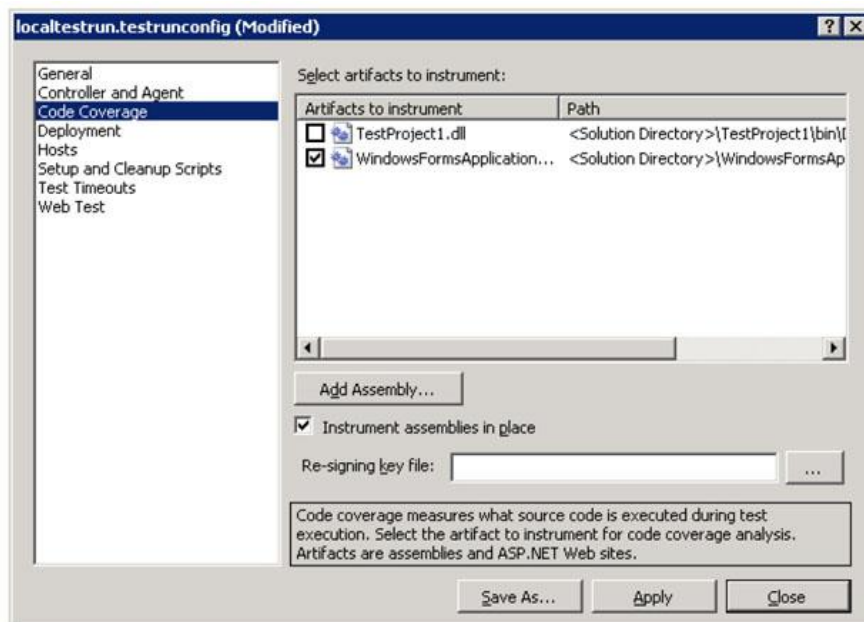 localtestrun.testrunconfig (Modified)
General
Controller and Agent
Code Coverage
Deployment
Hosts
Setup and Cleanup Scripts
Test Timeouts
Web Test
Select artifacts to instrument:
Artifacts to instrument Path
TestProject1.dll <Solution Directory>\TestProject1\bin\D
WindowsFormsApplication... <Solution Directory>\WindowsFormsAp
Add Assembly...
Instrument assemblies in place
Re-signing key file: ...
Code coverage measures what source code is executed during test
execution. Select the artifact to instrument for code coverage analysis.
Artifacts are assemblies and ASP.NET Web sites.
Save As... Apply Close